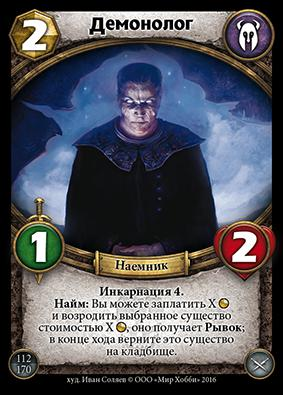 2
Демонолог
1
Наемник
2
Инкарнация 4.
Найм: Вы можете заплатить X
и возродить выбранное существо
стоимостью X , оно получает Рывок;
в конце хода верните это существо
на кладбище.
112
170
худ. Иван Соляев © ООО «Мир Хобби» 2016